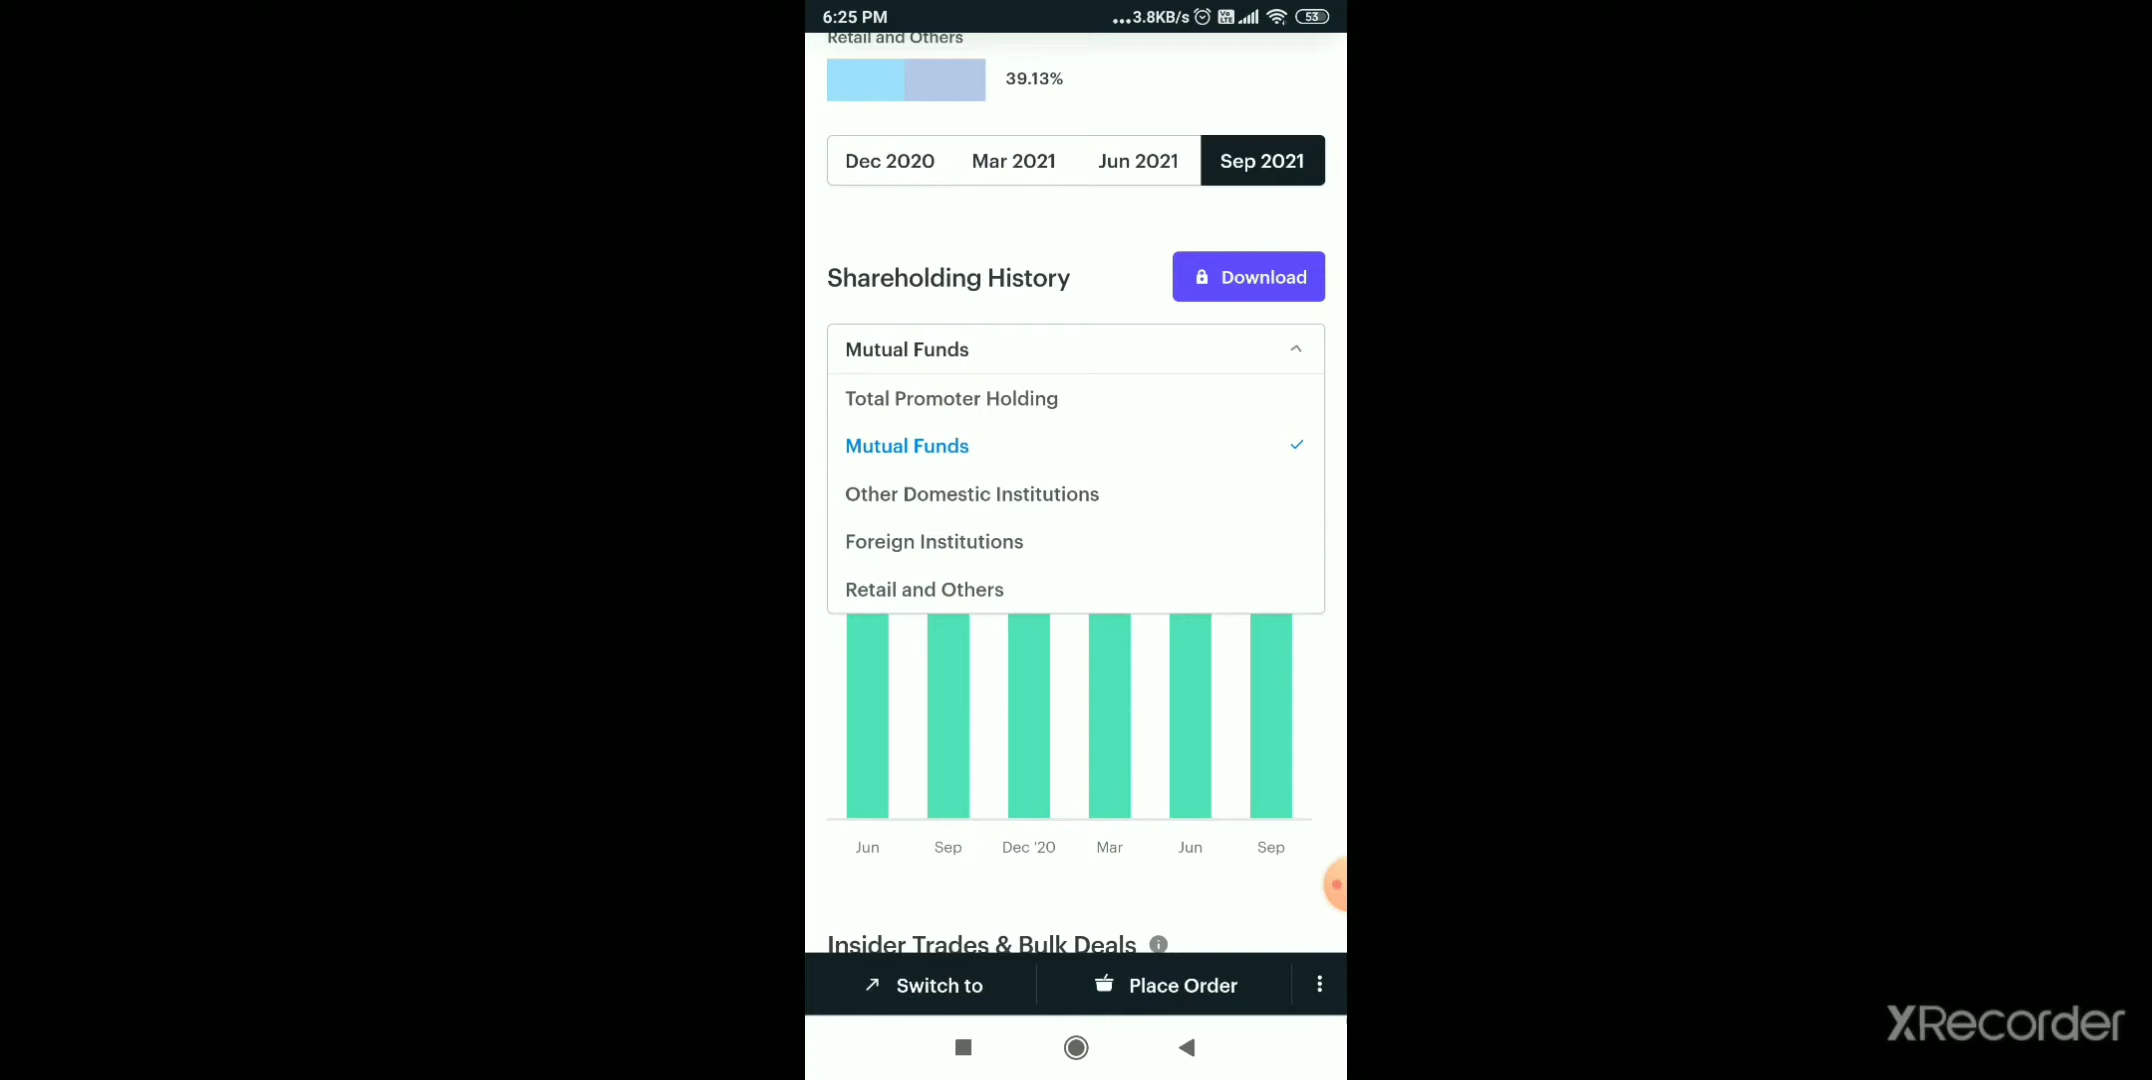 6:25 PM
...3.8KB/s
53
Retail and Others
39.13%
Dec 2020 Mar 2021 Jun 2021 Sep 2021
Shareholding History
Download
Mutual Funds
Total Promoter Holding
Mutual Funds
Other Domestic Institutions
Foreign Institutions
Retail and Others
Jun Sep Dec '20 Mar Jun Sep
Insider Trades & Bulk Deals
Switch to
Place Order
XRecorder